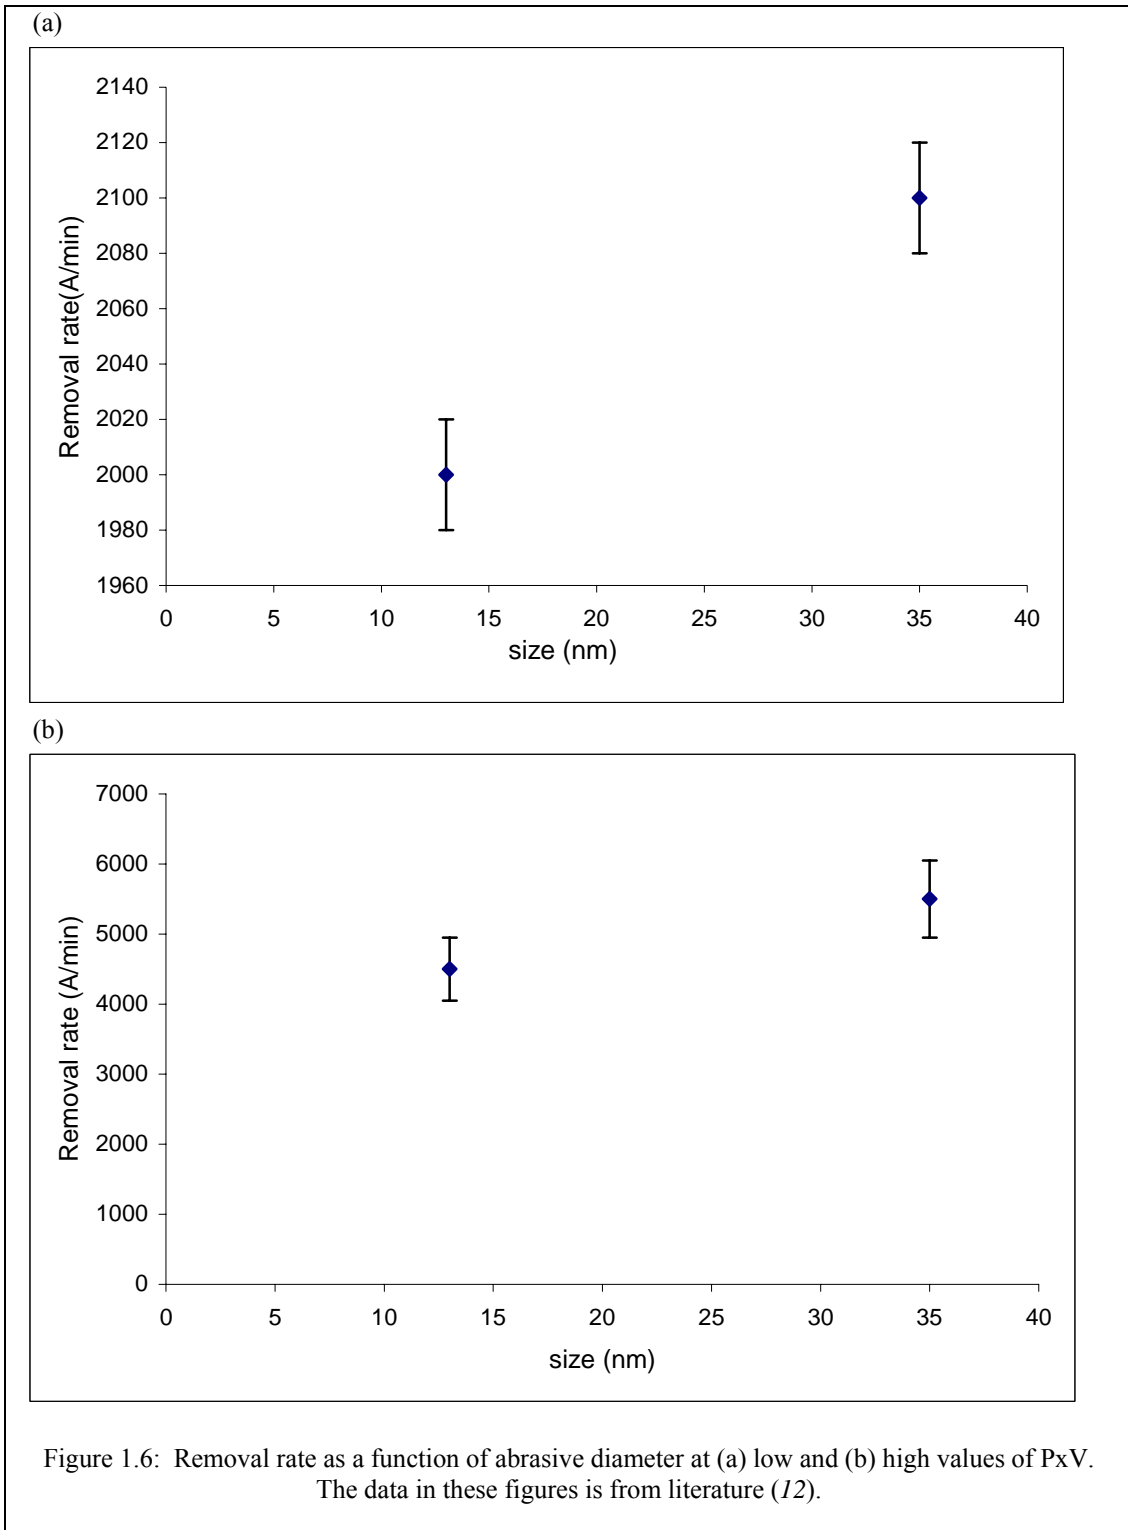 (a)
2140
2120
2100
2080
2060
2040
2020
2000
1980
1960
Removal rate(A/min)
0 5 10 15 20 25 30 35 40
size (nm)
(b)
7000
6000
5000
4000
3000
2000
1000
0
Removal rate (A/min)
0 5 10 15 20 25 30 35 40
size (nm)
Figure 1.6: Removal rate as a function of abrasive diameter at (a) low and (b) high values of PxV.
The data in these figures is from literature (12).